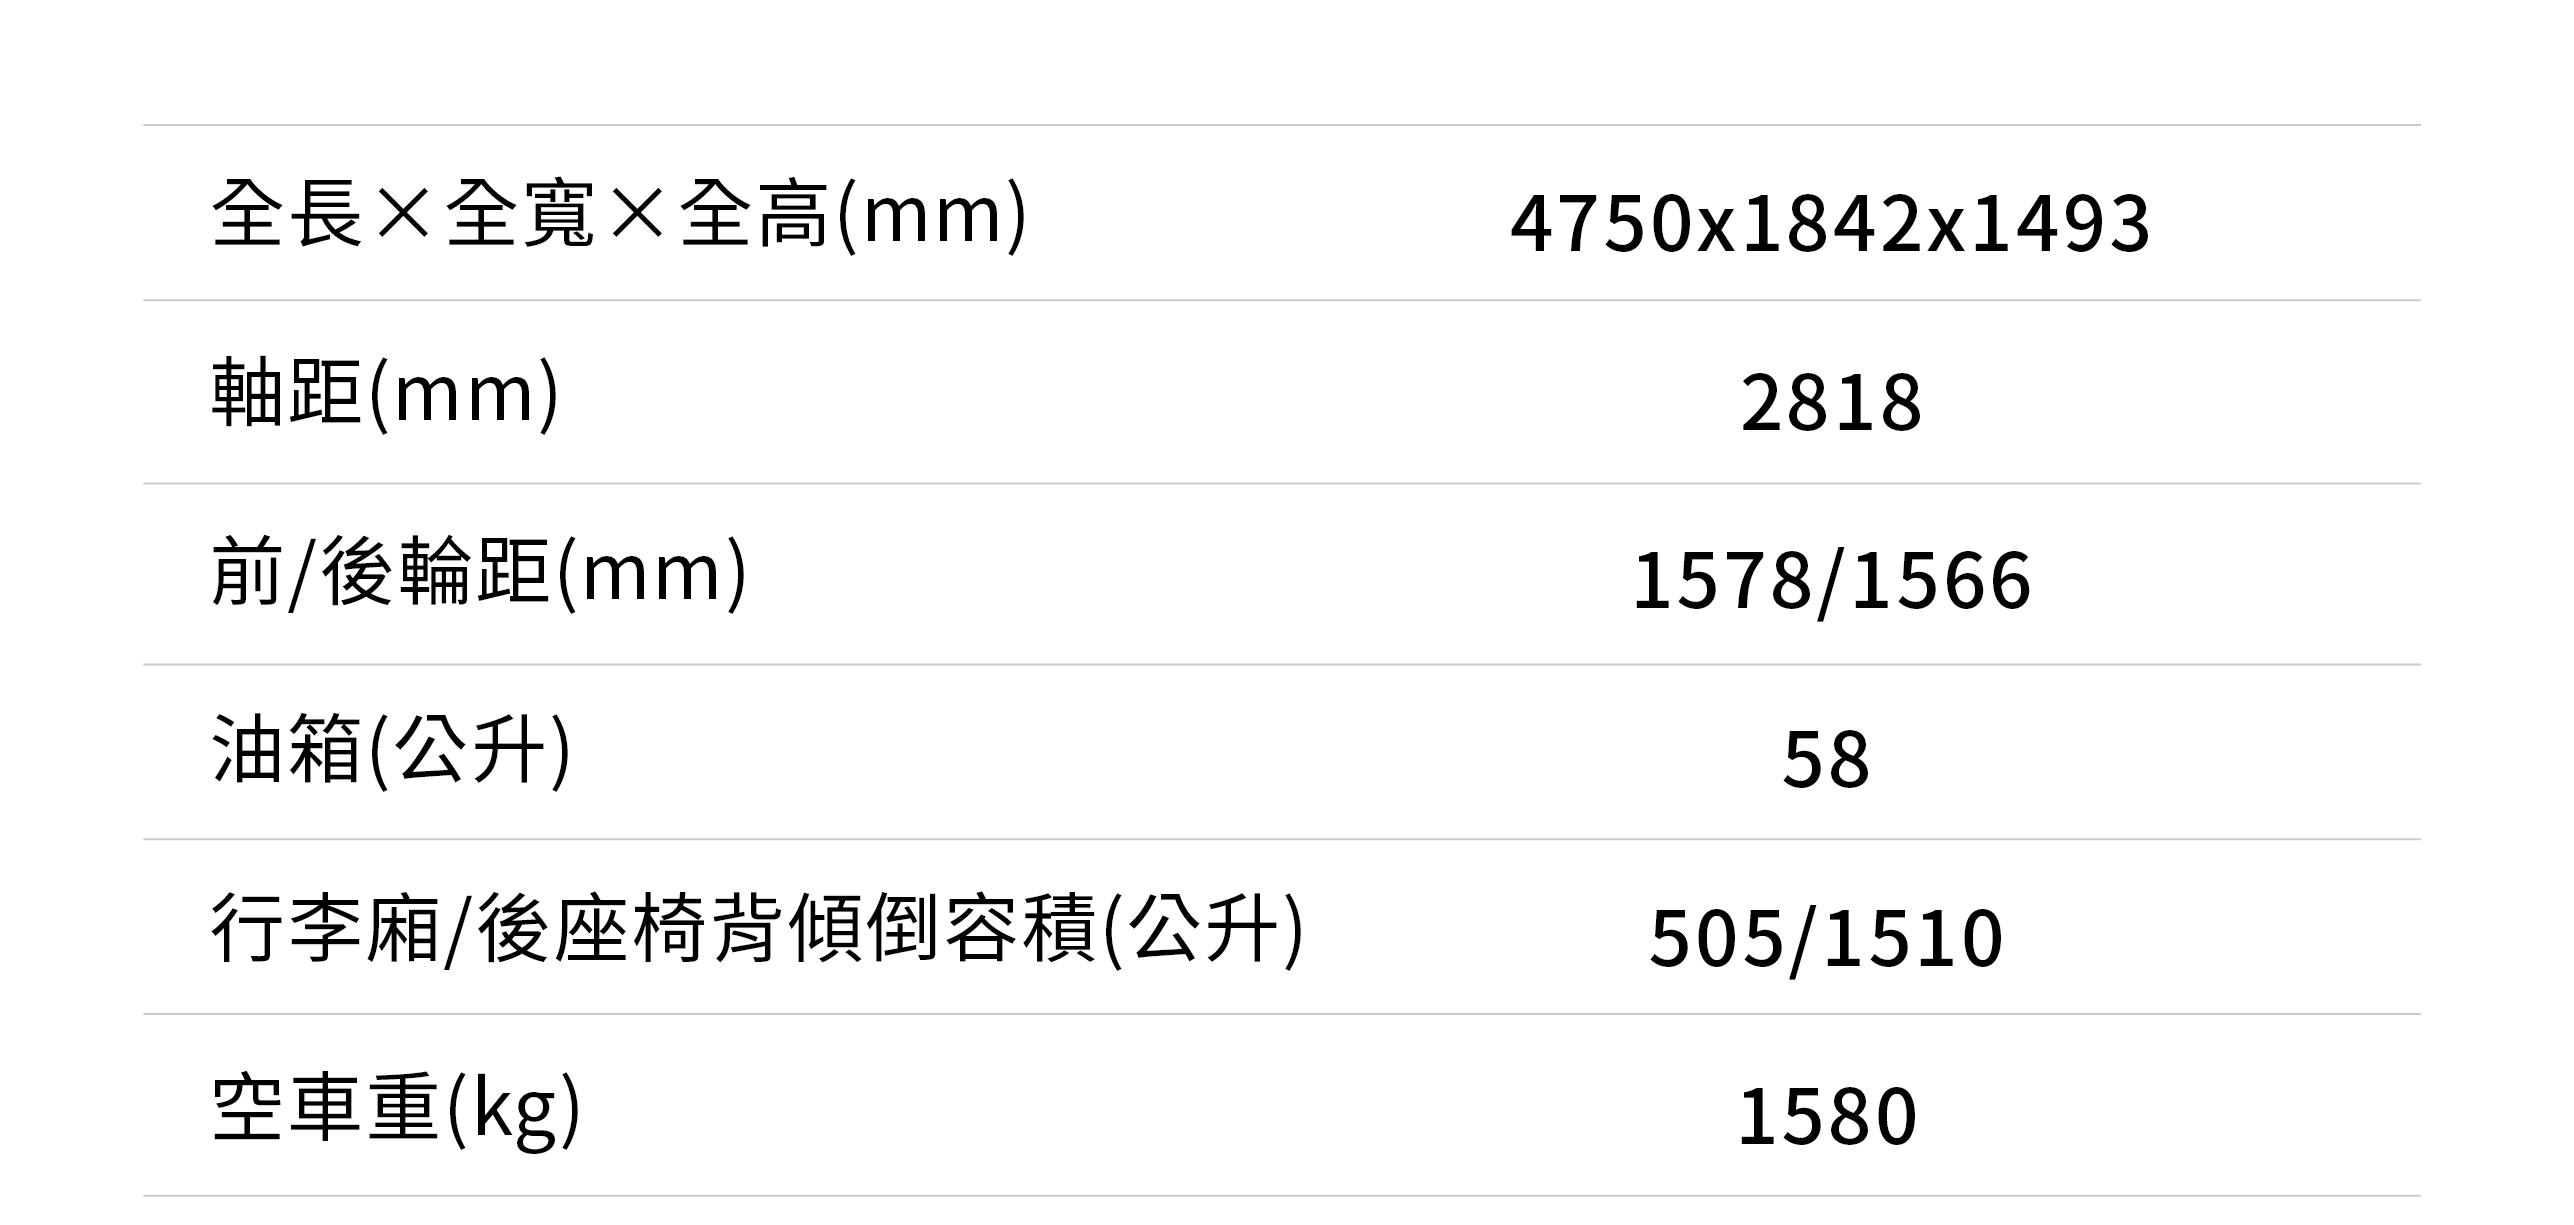 全長×全寬×全高(mm) 4750x1842x1493
軸距(mm) 2818
前/後輪距(mm) 1578/1566
油箱(公升) 58
行李廂/後座椅背傾倒容積(公升) 505/1510
空車重(kg) 1580